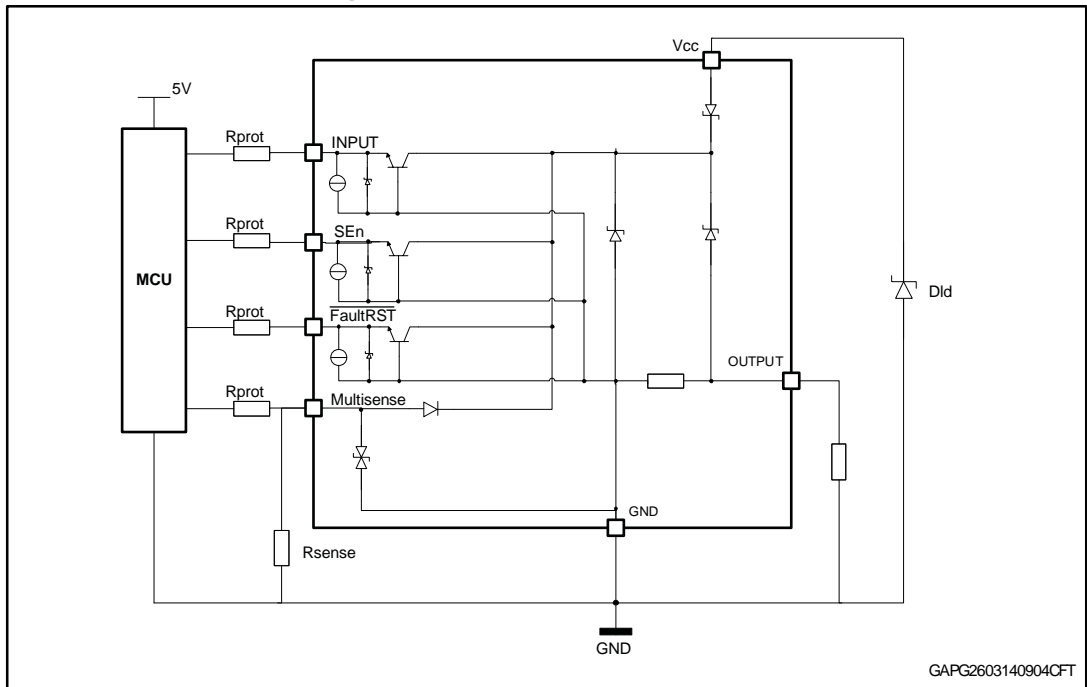 Vcc
5V
Rprot
INPUT
Rprot
SEn
MCU
Dld
Rprot
FaultRST
OUTPUT
Rprot
Multisense
GND
Rsense
GND
GAPG2603140904CFT